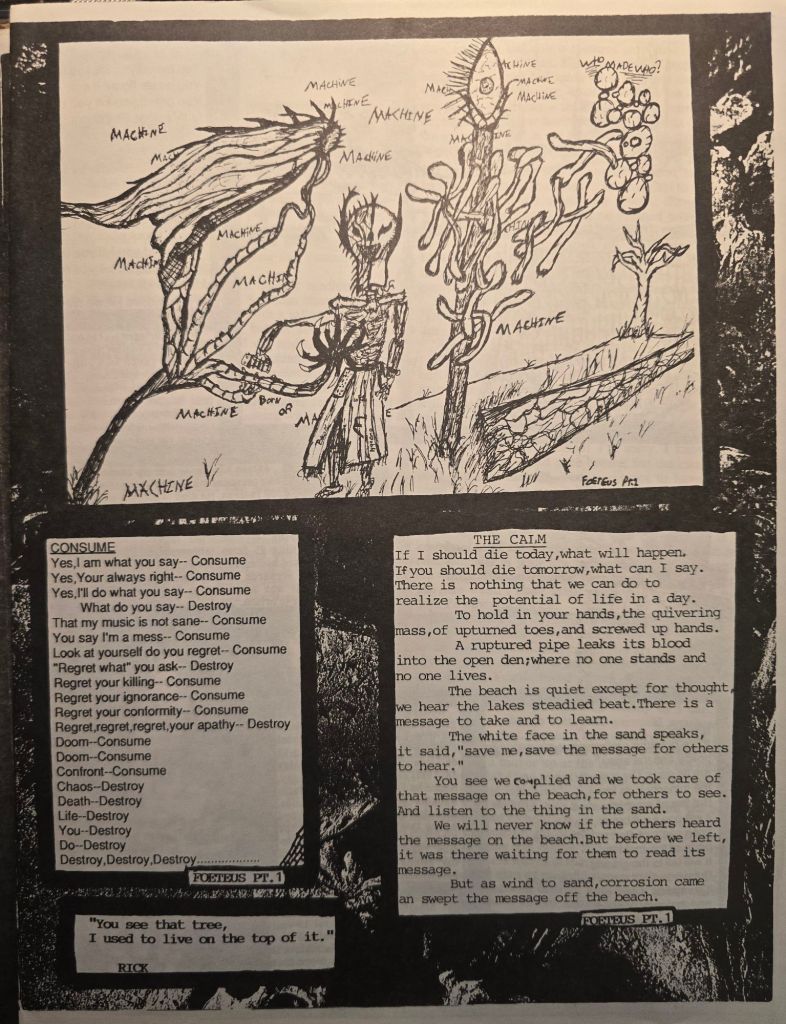 MACHINE
MACHINE
MACHINE
MACHINE
MACHINE
MAC
MACHINE
MACHINE
MACHINE
MACHINE
MACHINE
BORN
OF
MA
E
MACHINE
ACHINE
MACHINE
MACHI
MACHINE
MA
INE
CHIN
MACHINE
WHO MADE WHO?
FOETEUS PT.1
CONSUME
Yes,I am what you say-- Consume
Yes,Your always right-- Consume
Yes,I'll do what you say-- Consume
What do you say-- Destroy
That my music is not sane-- Consume
You say I'm a mess-- Consume
Look at yourself do you regret-- Consume
"Regret what" you ask-- Destroy
Regret your killing-- Consume
Regret your ignorance-- Consume
Regret your conformity-- Consume
Regret,regret,regret,your apathy-- Destroy
Doom--Consume
Doom--Consume
Confront--Consume
Chaos--Destroy
Death--Destroy
Life--Destroy
You--Destroy
Do--Destroy
Destroy,Destroy,Destroy...................
FOETEUS PT.1
"You see that tree,
I used to live on the top of it."
RICK
THE CALM
If I should die today,what will happen.
If you should die tomorrow,what can I say.
There is nothing that we can do to
realize the potential of life in a day.
To hold in your hands,the quivering
mass,of upturned toes,and screwed up hands.
A ruptured pipe leaks its blood
into the open den;where no one stands and
no one lives.
The beach is quiet except for thought,
we hear the lakes steadied beat.There is a
message to take and to learn.
The white face in the sand speaks,
it said,"save me,save the message for others
to hear."
You see we complied and we took care of
that message on the beach,for others to see.
And listen to the thing in the sand.
We will never know if the others heard
the message on the beach.But before we left,
it was there waiting for them to read its
message.
But as wind to sand,corrosion came
an swept the message off the beach.
FOETEUS PT.1